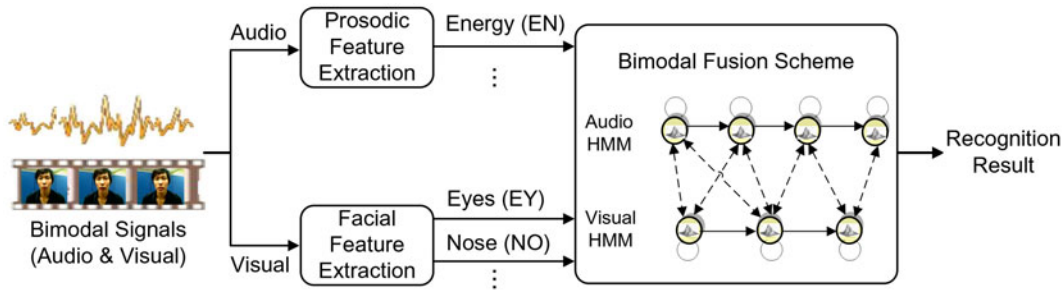 Audio
Prosodic
Feature
Extraction
Energy (EN)
⋮
Bimodal Signals
(Audio & Visual)
Visual
Facial
Feature
Extraction
Eyes (EY)
Nose (NO)
⋮
Bimodal Fusion Scheme
Audio
HMM
Visual
HMM
Recognition
Result